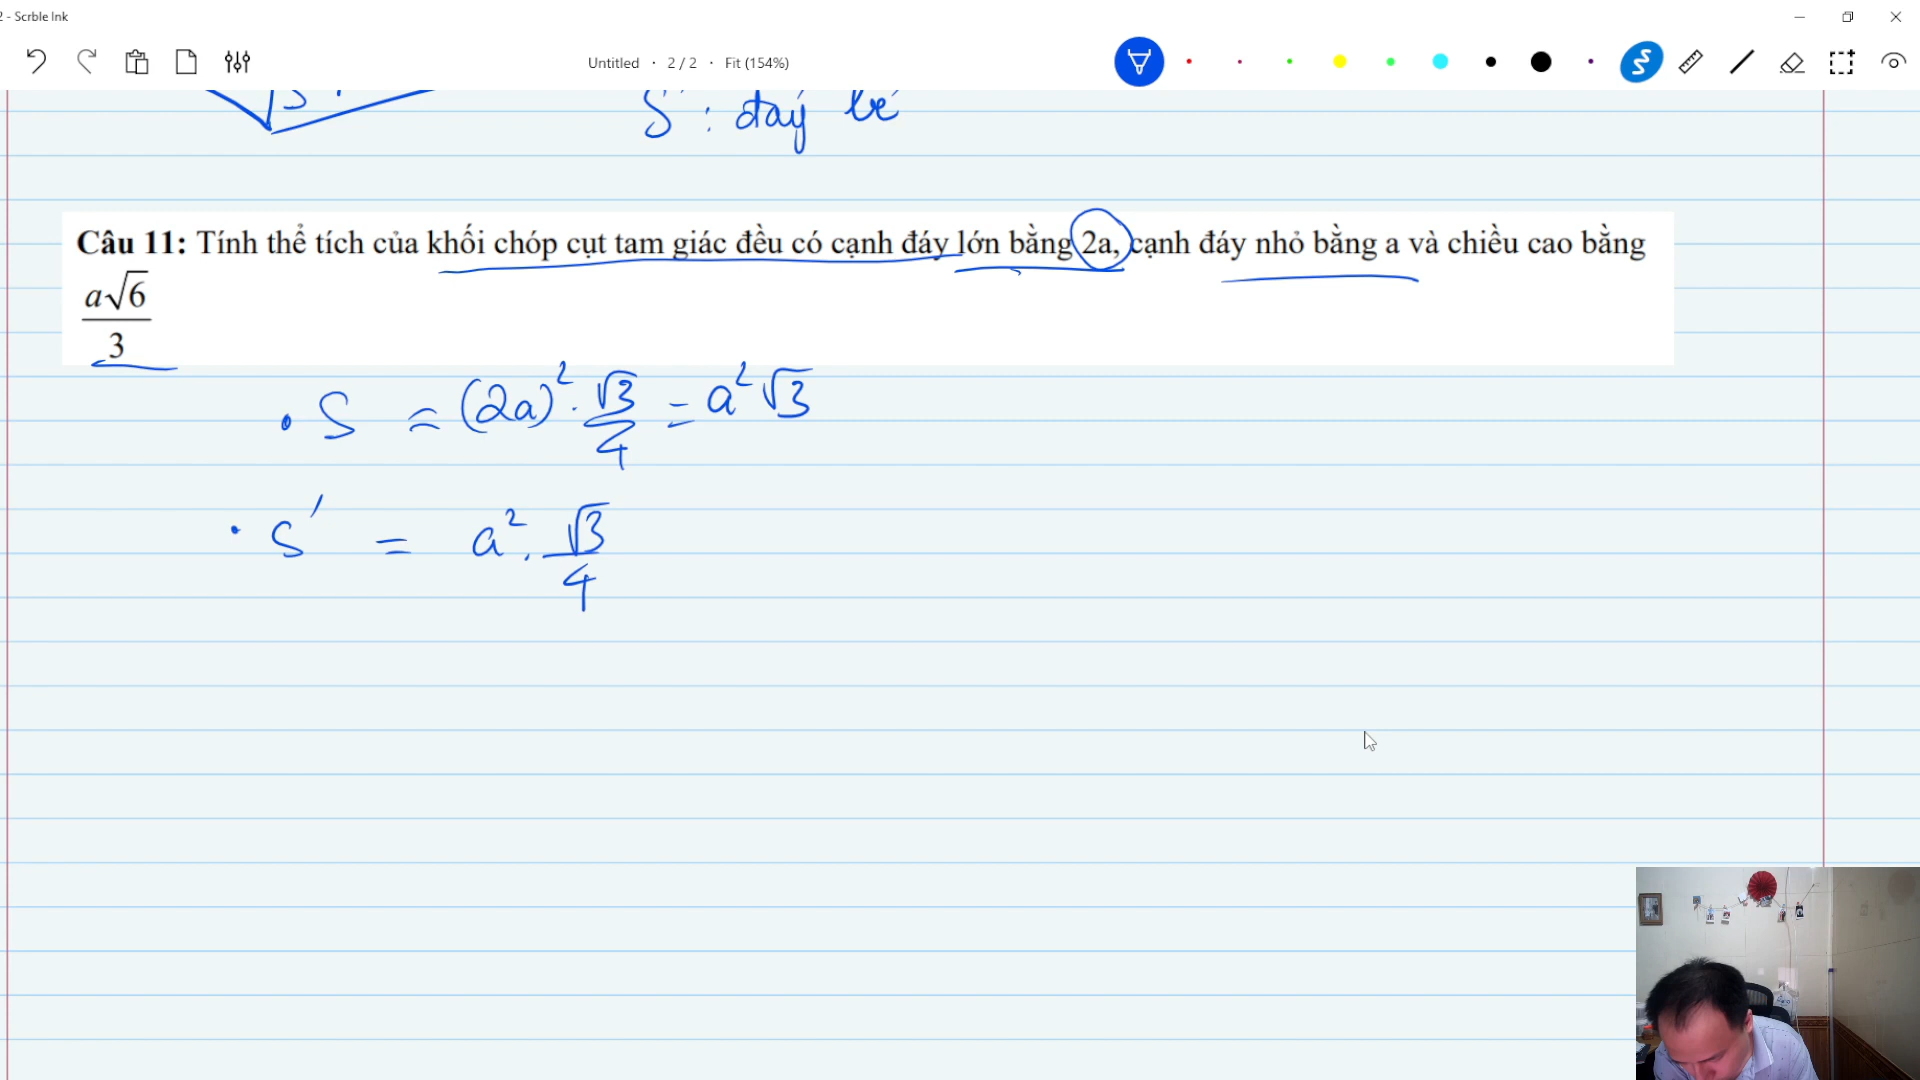 2 - Scrble Ink
Untitled · 2 / 2 · Fit (154%)
S' : đáy bé
Câu 11: Tính thể tích của khối chóp cụt tam giác đều có cạnh đáy lớn bằng 2a, cạnh đáy nhỏ bằng a và chiều cao bằng
a√6
3
• S = (2a)² · √3/4 = a²√3
• S' = a² · √3/4